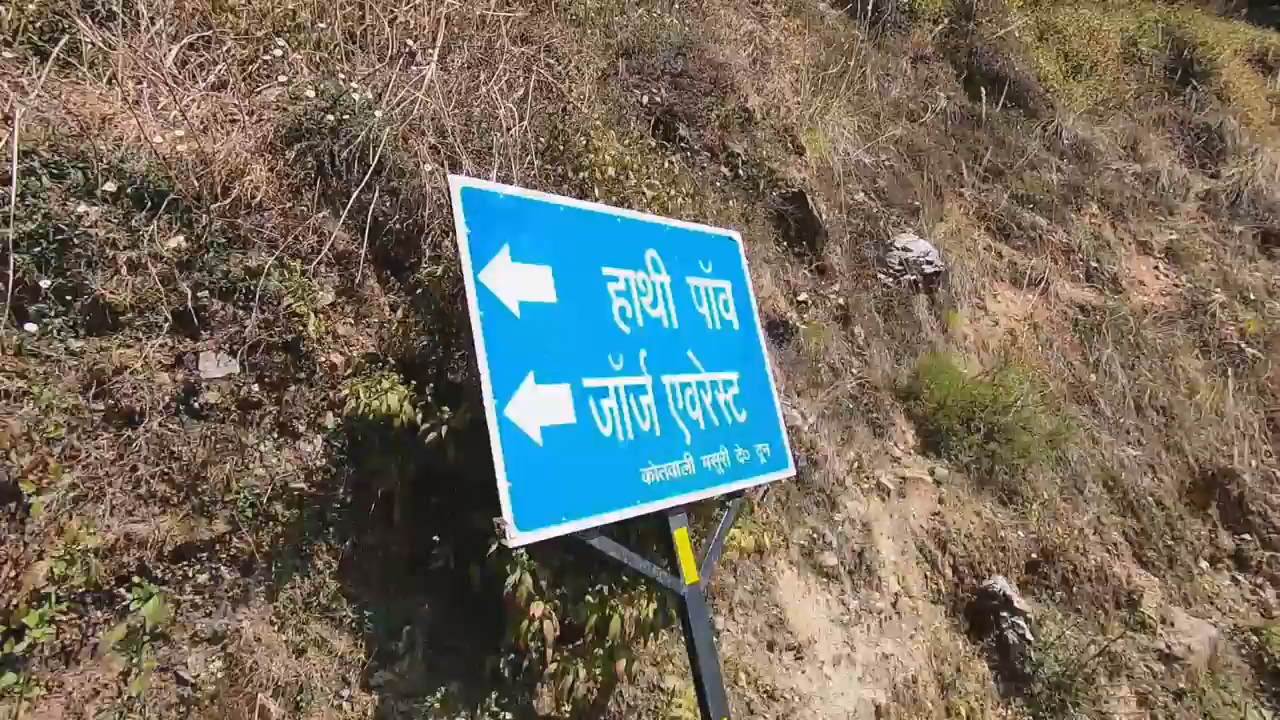 हाथी पॉव
जॉर्ज एवरेस्ट
कोतवाली मसूरी दे० दून